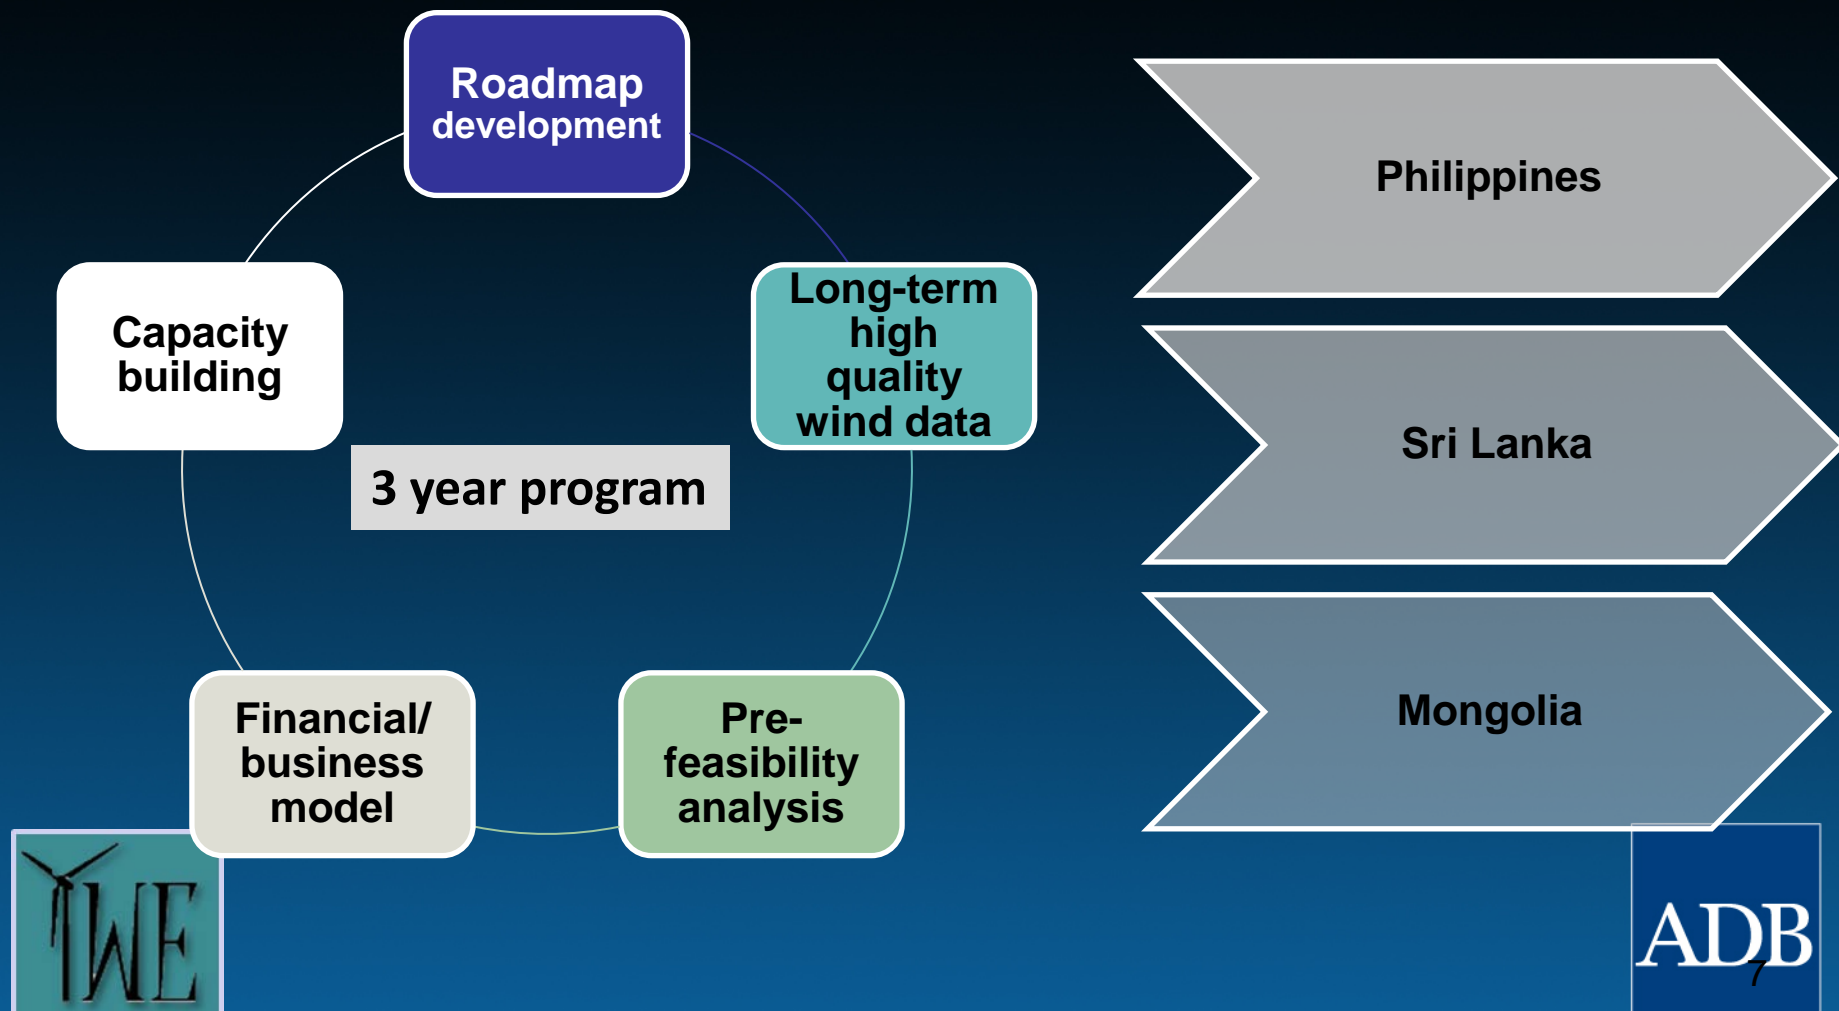 Roadmap
development
Long-term
high
quality
wind data
Pre-
feasibility
analysis
Financial/
business
model
Capacity
building
3 year program
Philippines
Sri Lanka
Mongolia
WE
ADB
7